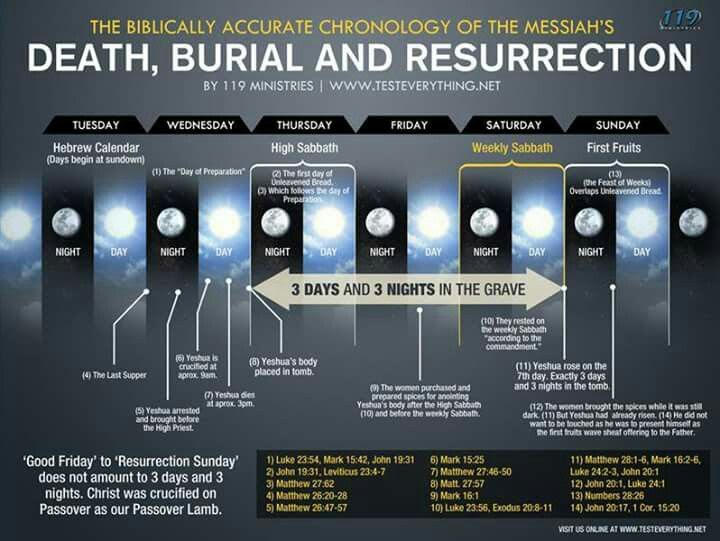 THE BIBLICALLY ACCURATE CHRONOLOGY OF THE MESSIAH'S
119
MINISTRIES
DEATH, BURIAL AND RESURRECTION
BY 119 MINISTRIES | WWW.TESTEVERYTHING.NET
TUESDAY
WEDNESDAY
THURSDAY
FRIDAY
SATURDAY
SUNDAY
Hebrew Calendar
(Days begin at sundown)
(1) The "Day of Preparation"
High Sabbath
(2) The first day of
Unleavened Bread.
(3) Which follows the day of
Preparation.
Weekly Sabbath
First Fruits
(13)
(the Feast of Weeks)
Overlaps Unleavened Bread.
NIGHT
DAY
NIGHT
DAY
NIGHT
DAY
NIGHT
DAY
NIGHT
DAY
NIGHT
DAY
3 DAYS AND 3 NIGHTS IN THE GRAVE
(4) The Last Supper
(5) Yeshua arrested
and brought before
the High Priest.
(6) Yeshua is
crucified at
aprox. 9am.
(7) Yeshua dies
at aprox. 3pm.
(8) Yeshua's body
placed in tomb.
(9) The women purchased and
prepared spices for anointing
Yeshua's body after the High Sabbath
(10) and before the weekly Sabbath.
(10) They rested on
the weekly Sabbath
"according to the
commandment."
(11) Yeshua rose on the
7th day. Exactly 3 days
and 3 nights in the tomb.
(12) The women brought the spices while it was still
dark. (11) But Yeshua had already risen. (14) He did not
want to be touched as he was to present himself as
the first fruits wave sheaf offering to the Father.
'Good Friday' to 'Resurrection Sunday'
does not amount to 3 days and 3
nights. Christ was crucified on
Passover as our Passover Lamb.
1) Luke 23:54, Mark 15:42, John 19:31
2) John 19:31, Leviticus 23:4-7
3) Matthew 27:62
4) Matthew 26:20-28
5) Matthew 26:47-57
6) Mark 15:25
7) Matthew 27:46-50
8) Matt. 27:57
9) Mark 16:1
10) Luke 23:56, Exodus 20:8-11
11) Matthew 28:1-6, Mark 16:2-6,
Luke 24:2-3, John 20:1
12) John 20:1, Luke 24:1
13) Numbers 28:26
14) John 20:17, 1 Cor. 15:20
VISIT US ONLINE AT WWW.TESTEVERYTHING.NET